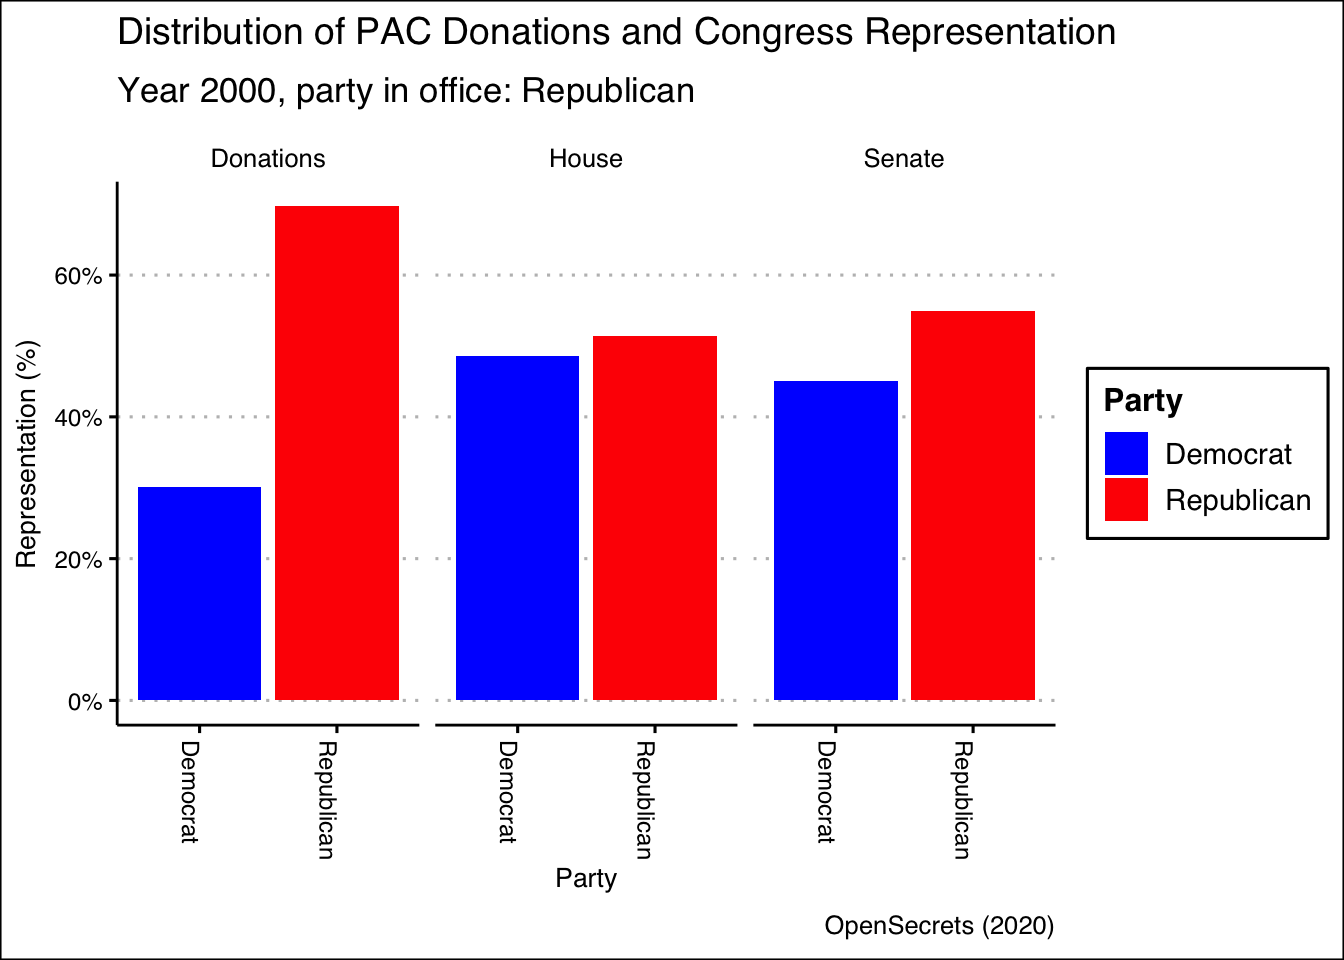 Distribution of PAC Donations and Congress Representation
Year 2000, party in office: Republican
Donations
House
Senate
Representation (%)
60%
40%
20%
0%
Democrat
Republican
Democrat
Republican
Democrat
Republican
Party
Party
Democrat
Republican
OpenSecrets (2020)